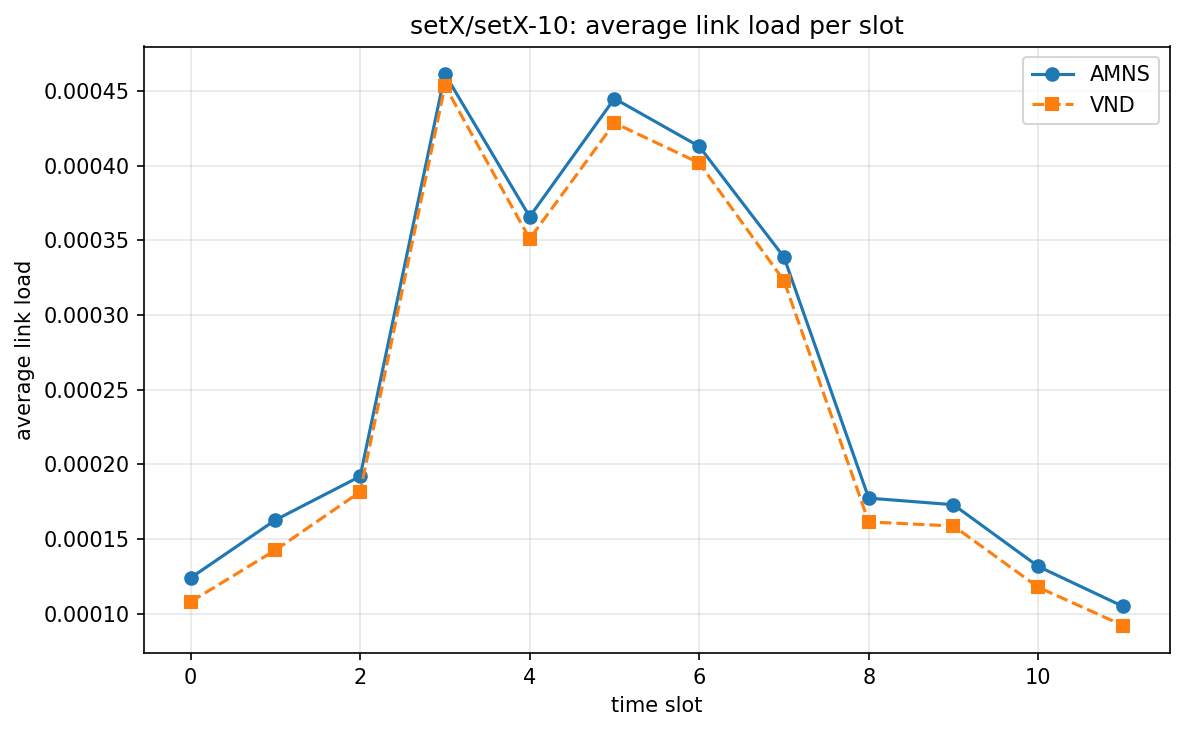 setX/setX-10: average link load per slot
AMNS
VND
0.00045
0.00040
0.00035
0.00030
0.00025
0.00020
0.00015
0.00010
average link load
0 2 4 6 8 10
time slot